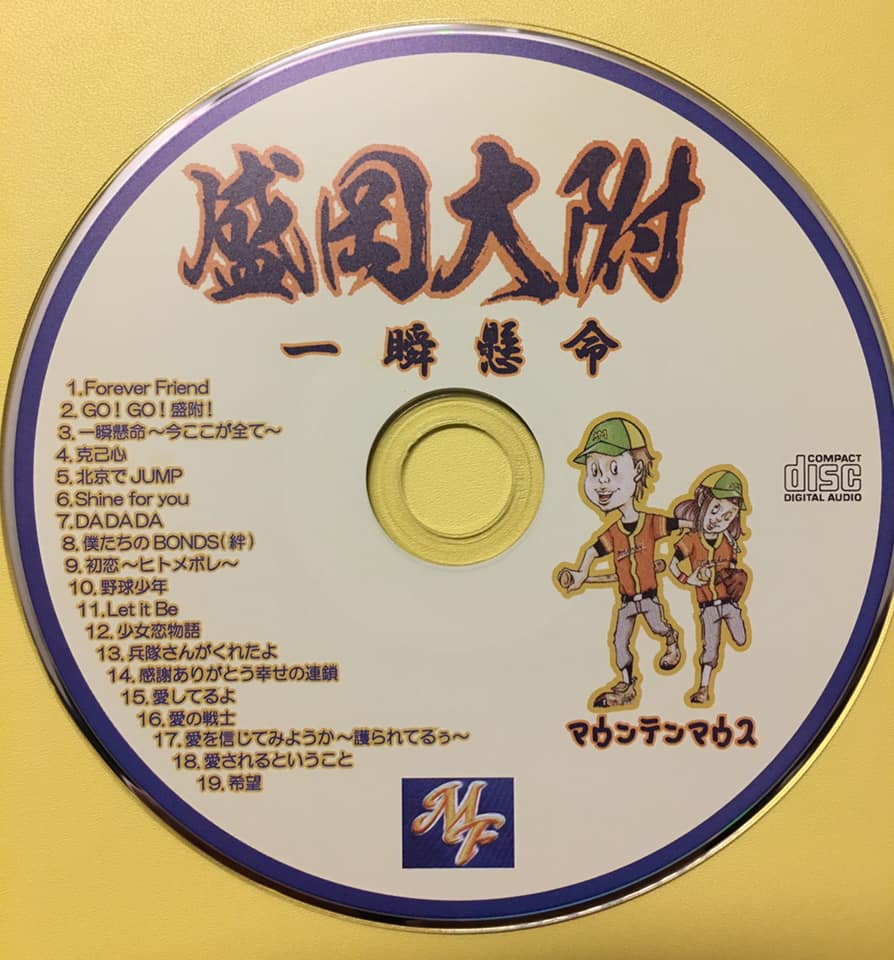 盛岡大附
一瞬懸命
1.Forever Friend
2.GO！GO！盛附！
3.一瞬懸命～今ここが全て～
4.克己心
5.北京でJUMP
6.Shine for you
7.DADADA
8.僕たちのBONDS(絆)
9.初恋～ヒトメボレ～
10.野球少年
11.Let it Be
12.少女恋物語
13.兵隊さんがくれたよ
14.感謝ありがとう幸せの連鎖
15.愛してるよ
16.愛の戦士
17.愛を信じてみようか～護られてるぅ～
18.愛されるということ
19.希望
COMPACT
disc
DIGITAL AUDIO
マウンテンマウス
MF